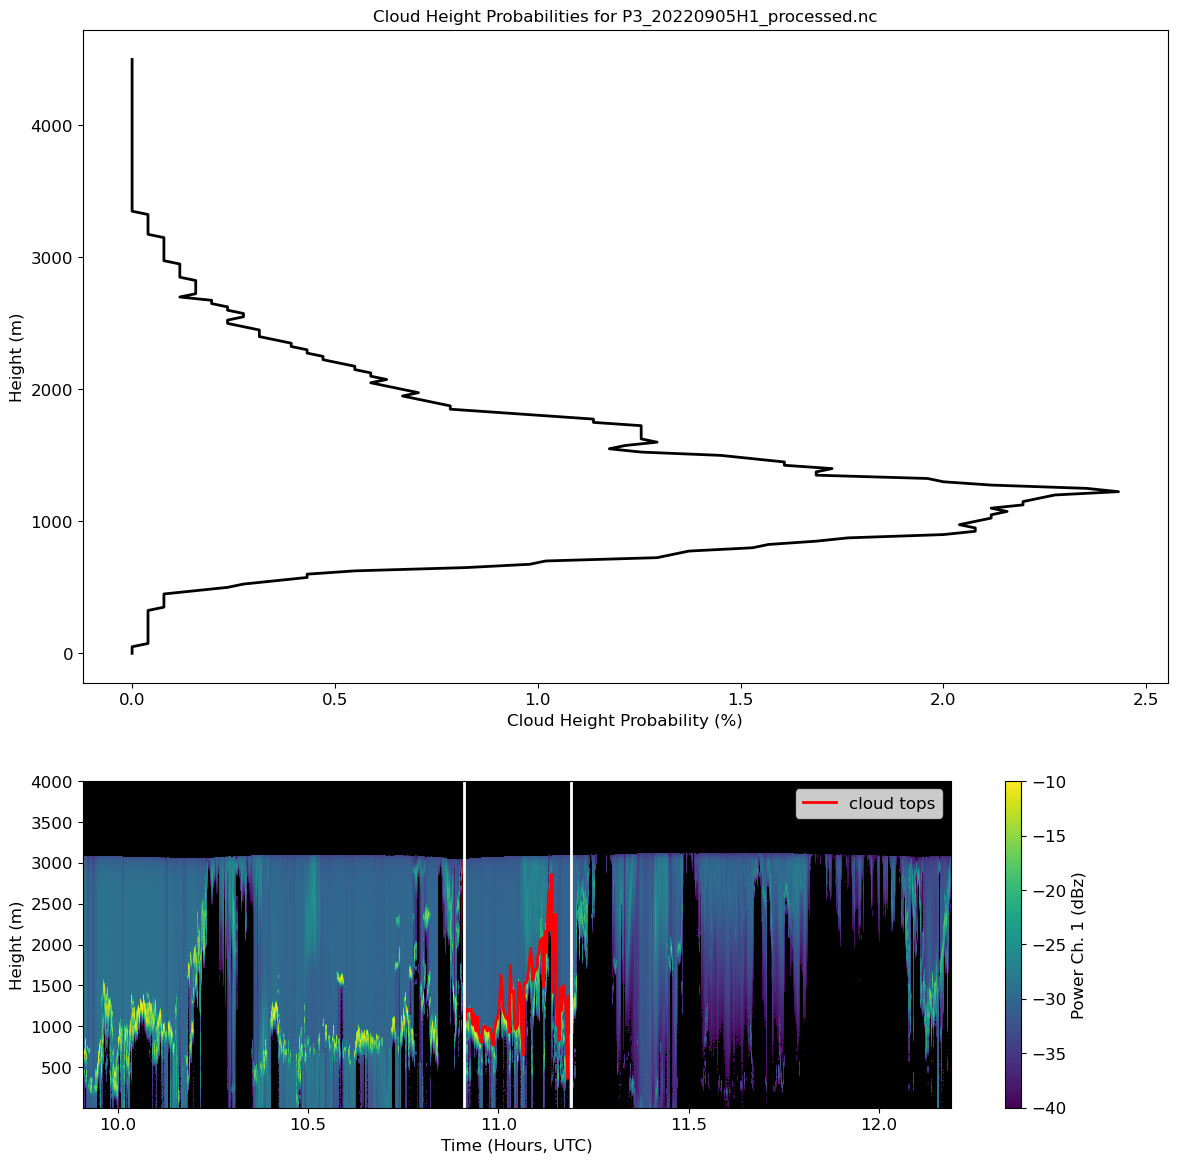 Cloud Height Probabilities for P3_20220905H1_processed.nc
Height (m)
4000
3000
2000
1000
0
0.0 0.5 1.0 1.5 2.0 2.5
Cloud Height Probability (%)
Height (m)
4000
3500
3000
2500
2000
1500
1000
500
cloud tops
10.0 10.5 11.0 11.5 12.0
Time (Hours, UTC)
−10
−15
−20
−25
−30
−35
−40
Power Ch. 1 (dBz)